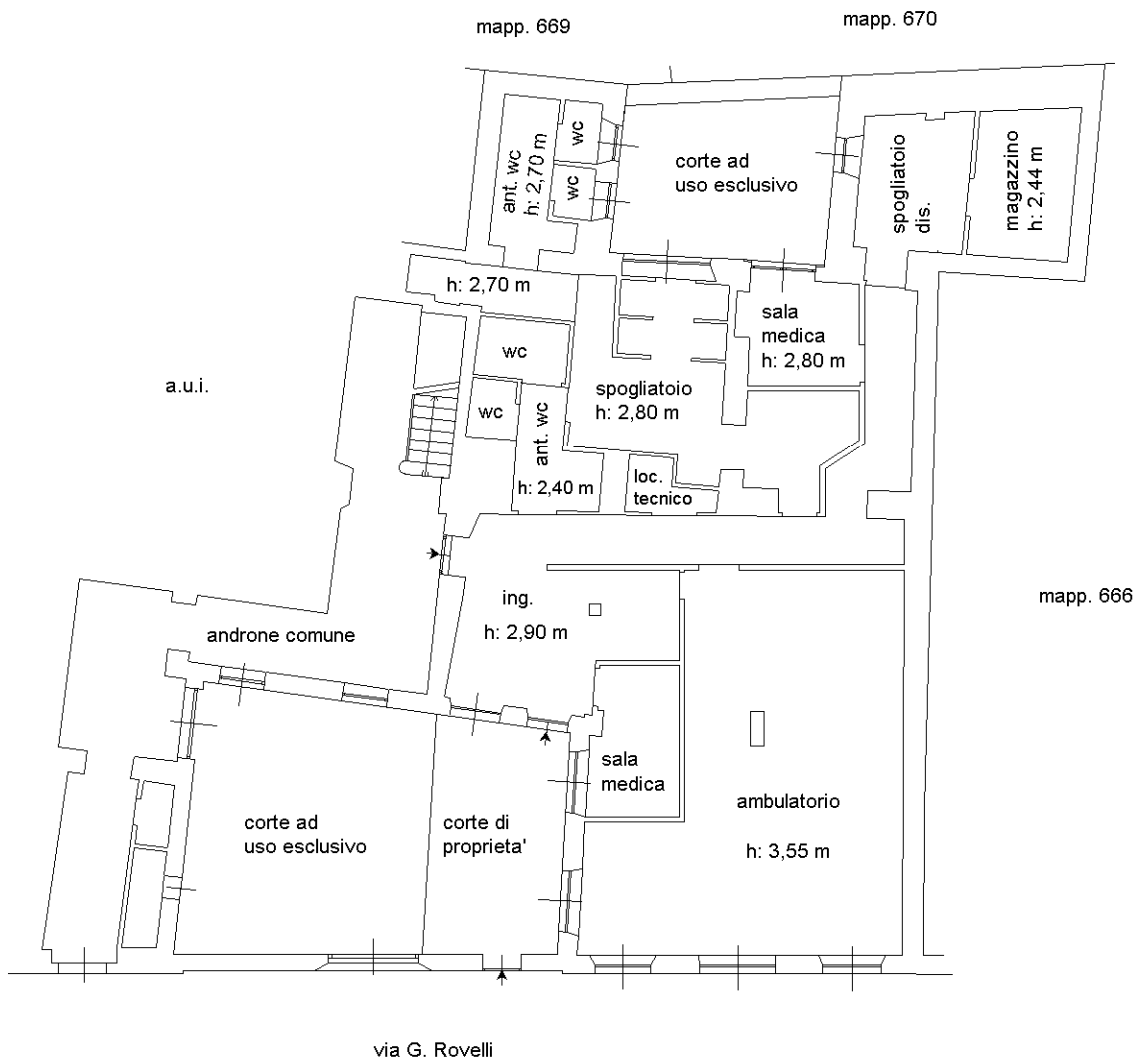 mapp. 669
mapp. 670
ant. wc
h: 2,70 m
wc
wc
corte ad
uso esclusivo
spogliatoio
dis.
magazzino
h: 2,44 m
h: 2,70 m
sala
medica
h: 2,80 m
wc
a.u.i.
spogliatoio
h: 2,80 m
wc
ant. wc
h: 2,40 m
loc.
tecnico
ing.
h: 2,90 m
mapp. 666
androne comune
sala
medica
ambulatorio
h: 3,55 m
corte ad
uso esclusivo
corte di
proprieta'
via G. Rovelli